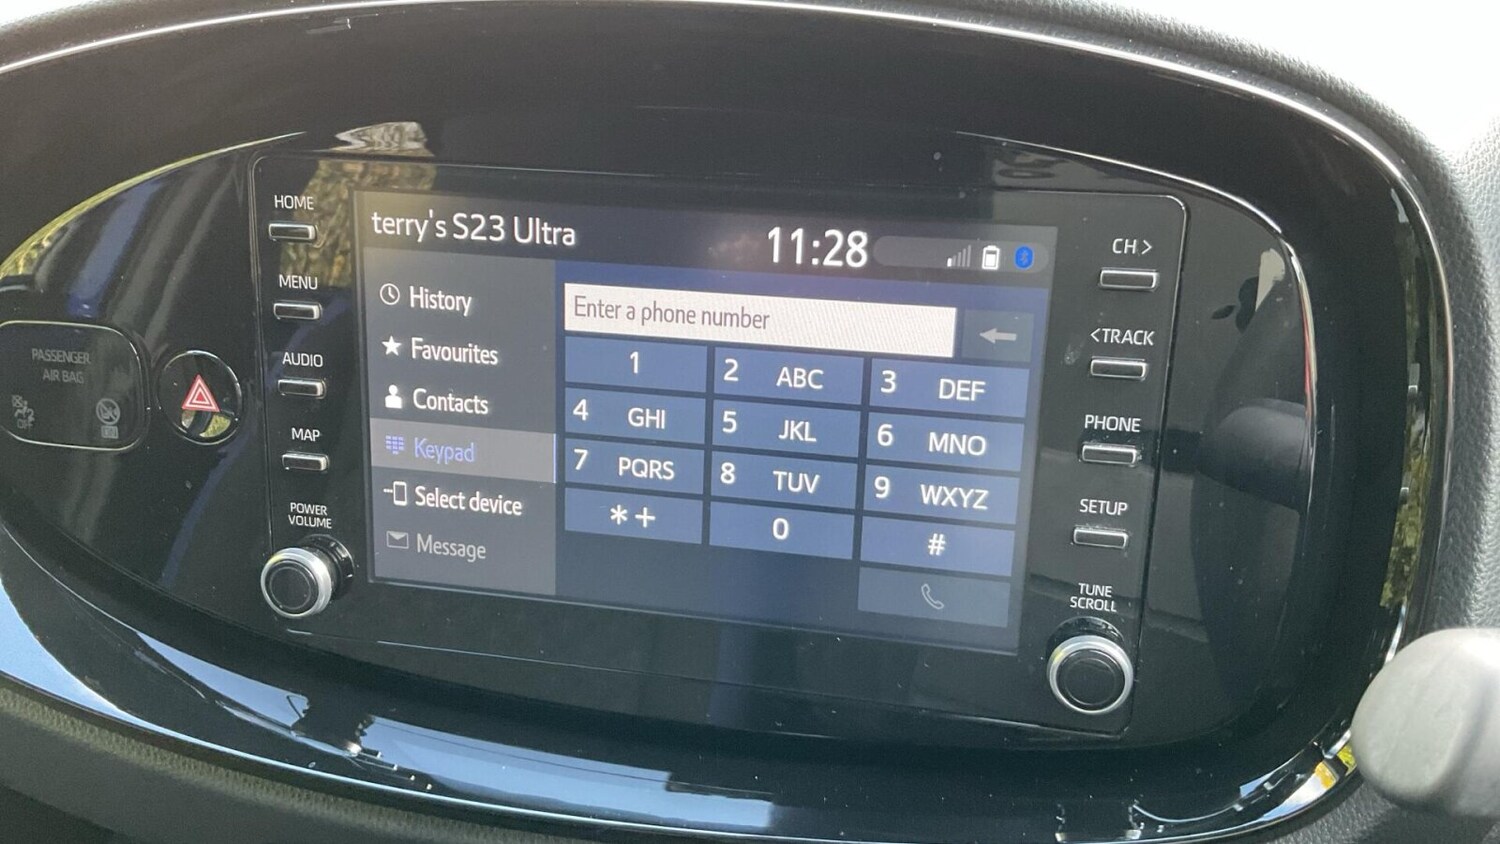 HOME
MENU
AUDIO
MAP
POWER
VOLUME
PASSENGER
AIR BAG
OFF
terry's S23 Ultra
11:28
History
Favourites
Contacts
Keypad
Select device
Message
Enter a phone number
1
2 ABC
3 DEF
4 GHI
5 JKL
6 MNO
7 PQRS
8 TUV
9 WXYZ
*+
0
#
CH >
<TRACK
PHONE
SETUP
TUNE
SCROLL